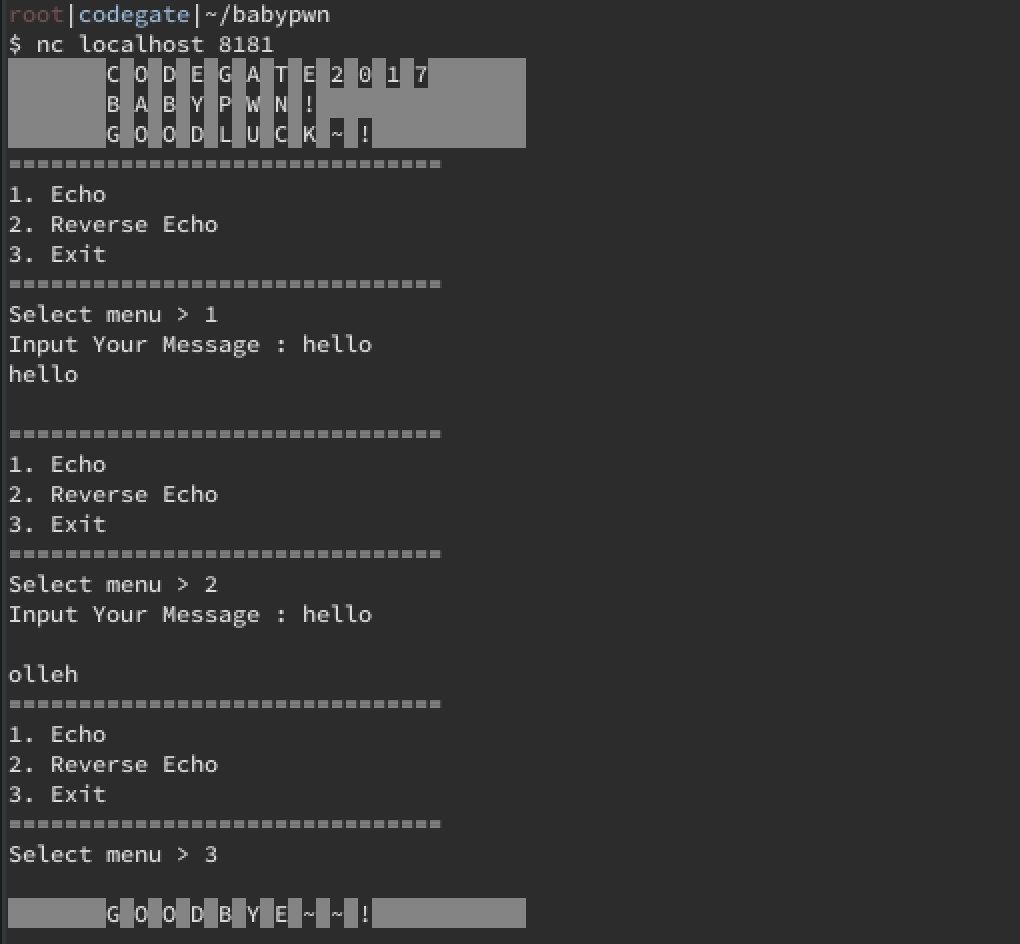 root|codegate|~/babypwn
$ nc localhost 8181
C O D E G A T E 2 0 1 7
B A B Y P W N !
G O O D L U C K ~ !
===============================
1. Echo
2. Reverse Echo
3. Exit
===============================
Select menu > 1
Input Your Message : hello
hello
===============================
1. Echo
2. Reverse Echo
3. Exit
===============================
Select menu > 2
Input Your Message : hello
olleh
===============================
1. Echo
2. Reverse Echo
3. Exit
===============================
Select menu > 3
G O O D B Y E ~ ~ !